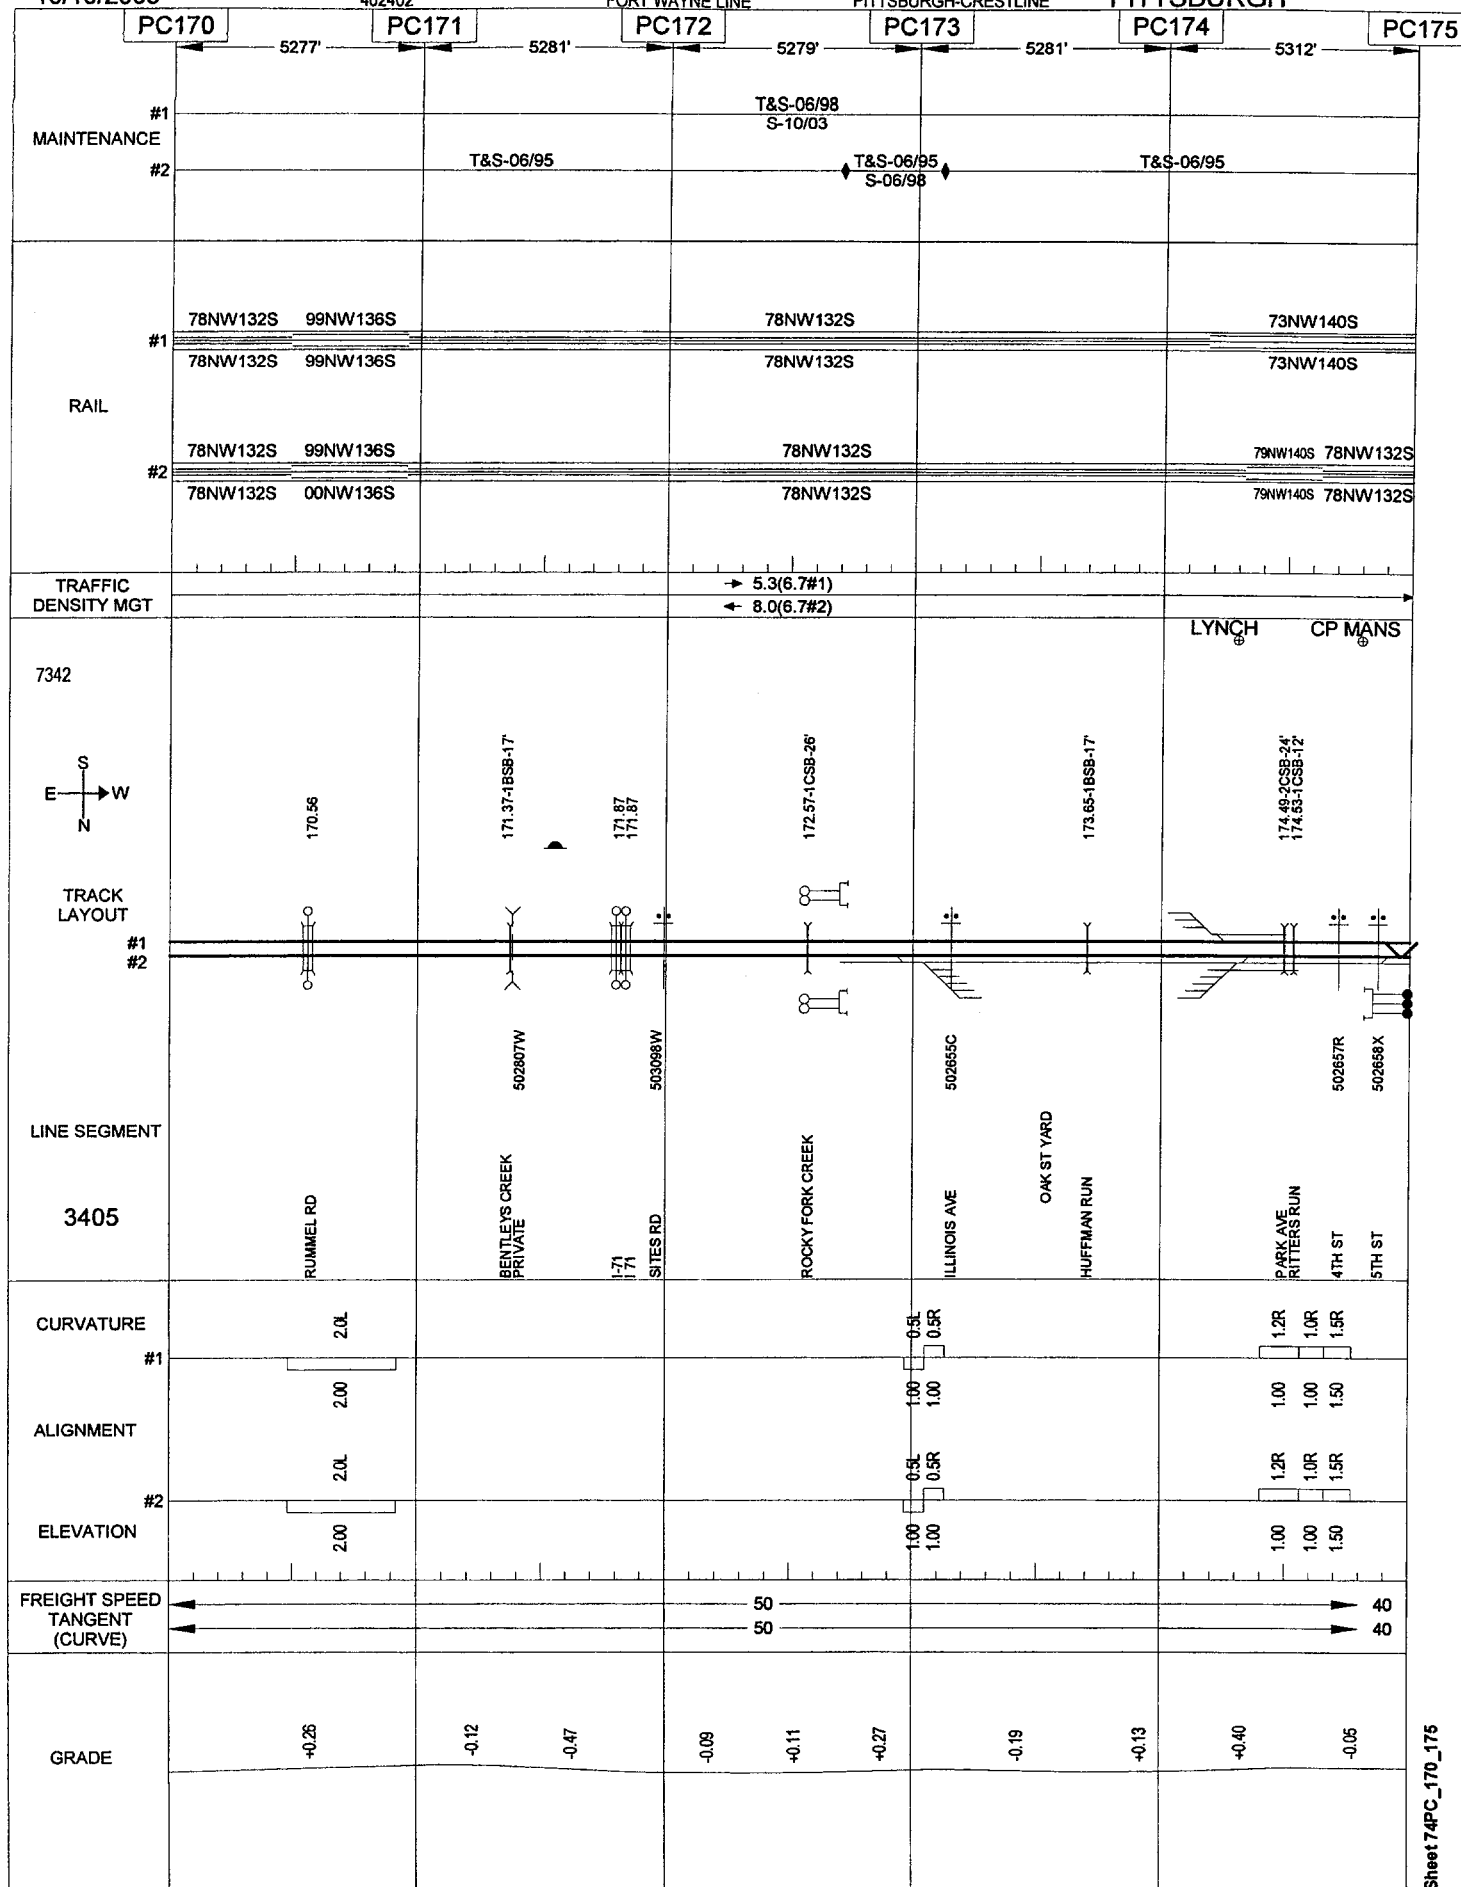 402402 FORT WAYNE LINE PITTSBURGH-CRESTLINE PITTSBURGH
PC170 PC171 PC172 PC173 PC174 PC175
5277' 5281' 5279' 5281' 5312'
MAINTENANCE
#1
T&S-06/98
S-10/03
#2
T&S-06/95 T&S-06/95 T&S-06/95
S-06/98
RAIL
78NW132S 99NW136S 78NW132S 73NW140S
#1
78NW132S 99NW136S 78NW132S 73NW140S
78NW132S 99NW136S 78NW132S 79NW140S 78NW132S
#2
78NW132S 00NW136S 78NW132S 79NW140S 78NW132S
TRAFFIC
DENSITY MGT
5.3(6.7#1)
8.0(6.7#2)
LYNCH CP MANS
7342
S
E W
N
170.56
171.37-1BSB-17'
171.87
171.87
172.57-1CSB-26'
173.65-1BSB-17'
174.49-2CSB-24'
174.53-1CSB-12'
TRACK
LAYOUT
#1
#2
502807W
503098W
502655C
502657R
502658X
LINE SEGMENT
3405
RUMMEL RD
BENTLEYS CREEK
PRIVATE
I-71
I-71
SITES RD
ROCKY FORK CREEK
ILLINOIS AVE
OAK ST YARD
HUFFMAN RUN
PARK AVE
RITTERS RUN
4TH ST
5TH ST
CURVATURE
2.0L 0.5L 0.5R 1.2R 1.0R 1.5R
#1
2.00 1.00 1.00 1.00 1.00 1.50
ALIGNMENT
2.0L 0.5L 0.5R 1.2R 1.0R 1.5R
#2
ELEVATION
2.00 1.00 1.00 1.00 1.00 1.50
FREIGHT SPEED
TANGENT
(CURVE)
50 40
50 40
GRADE
+0.26 -0.12 -0.47 -0.09 +0.11 +0.27 -0.19 +0.13 +0.40 -0.05
Sheet74PC_170_175